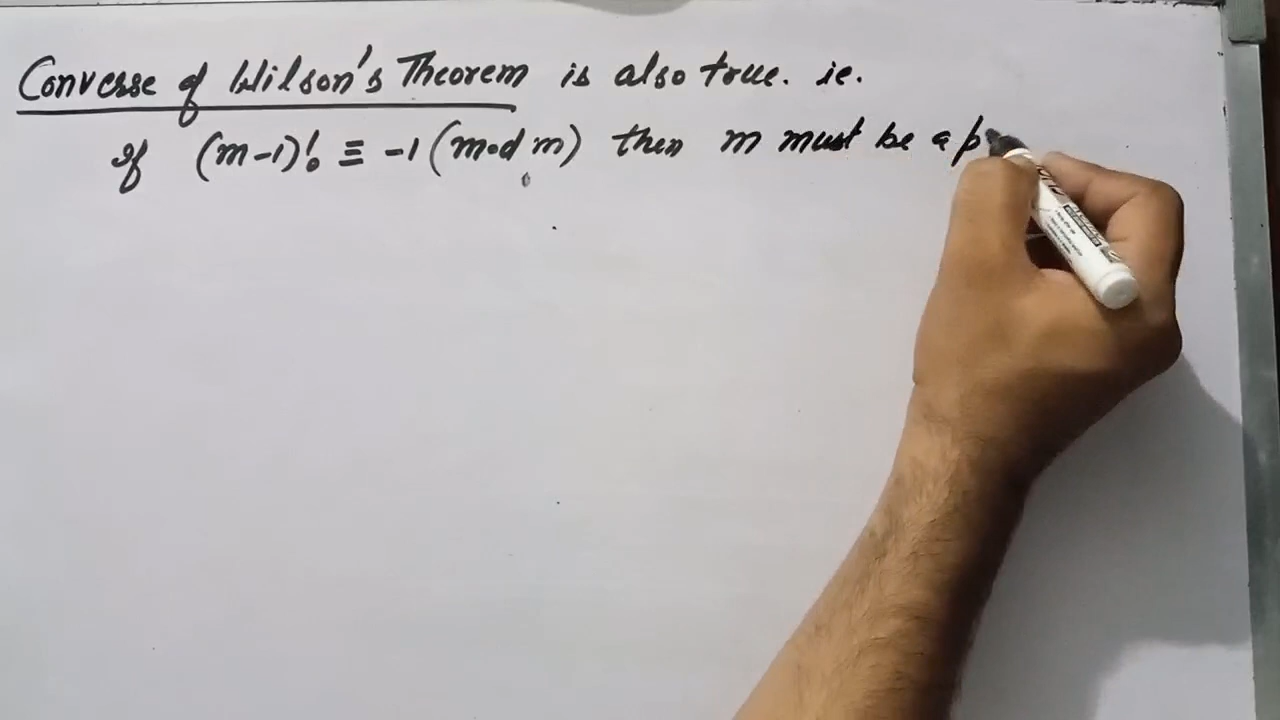 Converse of Wilson's Theorem is also true. ie.
If (m-1)! ≡ -1 (mod m) then m must be a p